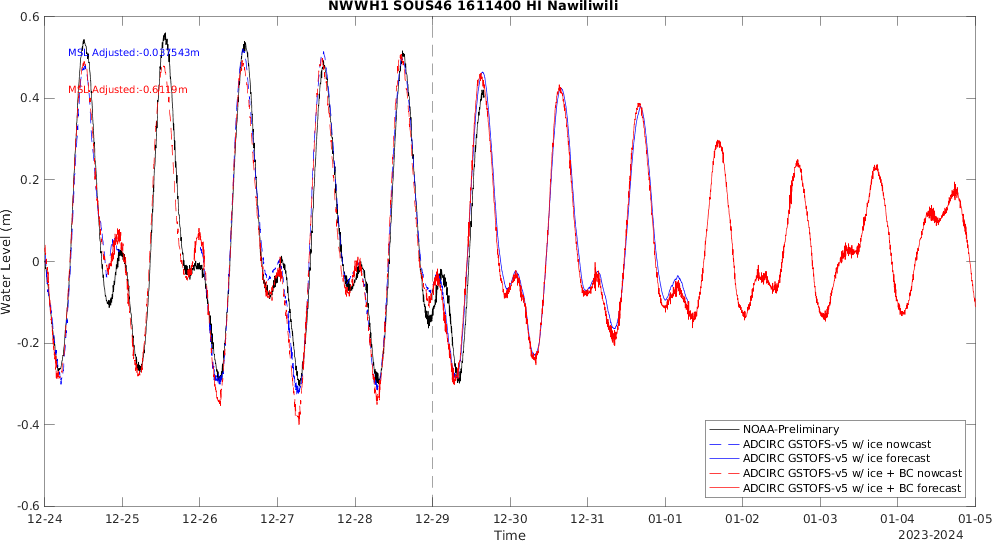 NWWH1 SOUS46 1611400 HI Nawiliwili
0.6
MSL Adjusted:-0.037543m
MSL Adjusted:-0.6119m
0.4
0.2
0
-0.2
-0.4
-0.6
Water Level (m)
NOAA-Preliminary
ADCIRC GSTOFS-v5 w/ ice nowcast
ADCIRC GSTOFS-v5 w/ ice forecast
ADCIRC GSTOFS-v5 w/ ice + BC nowcast
ADCIRC GSTOFS-v5 w/ ice + BC forecast
12-24 12-25 12-26 12-27 12-28 12-29 12-30 12-31 01-01 01-02 01-03 01-04 01-05
Time
2023-2024